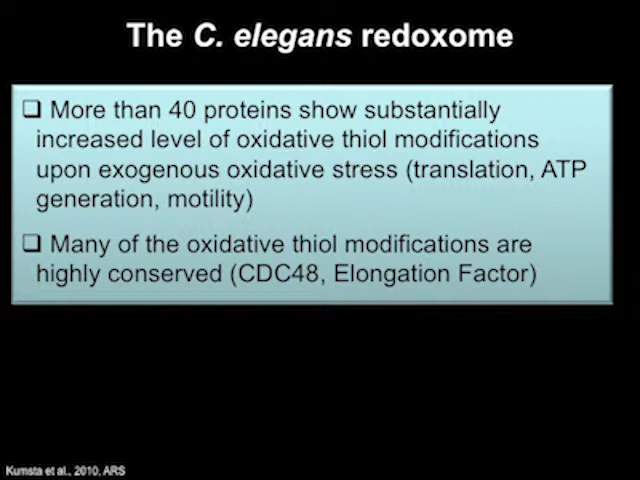 The C. elegans redoxome
❑ More than 40 proteins show substantially
increased level of oxidative thiol modifications
upon exogenous oxidative stress (translation, ATP
generation, motility)
❑ Many of the oxidative thiol modifications are
highly conserved (CDC48, Elongation Factor)
Kumsta et al., 2010, ARS